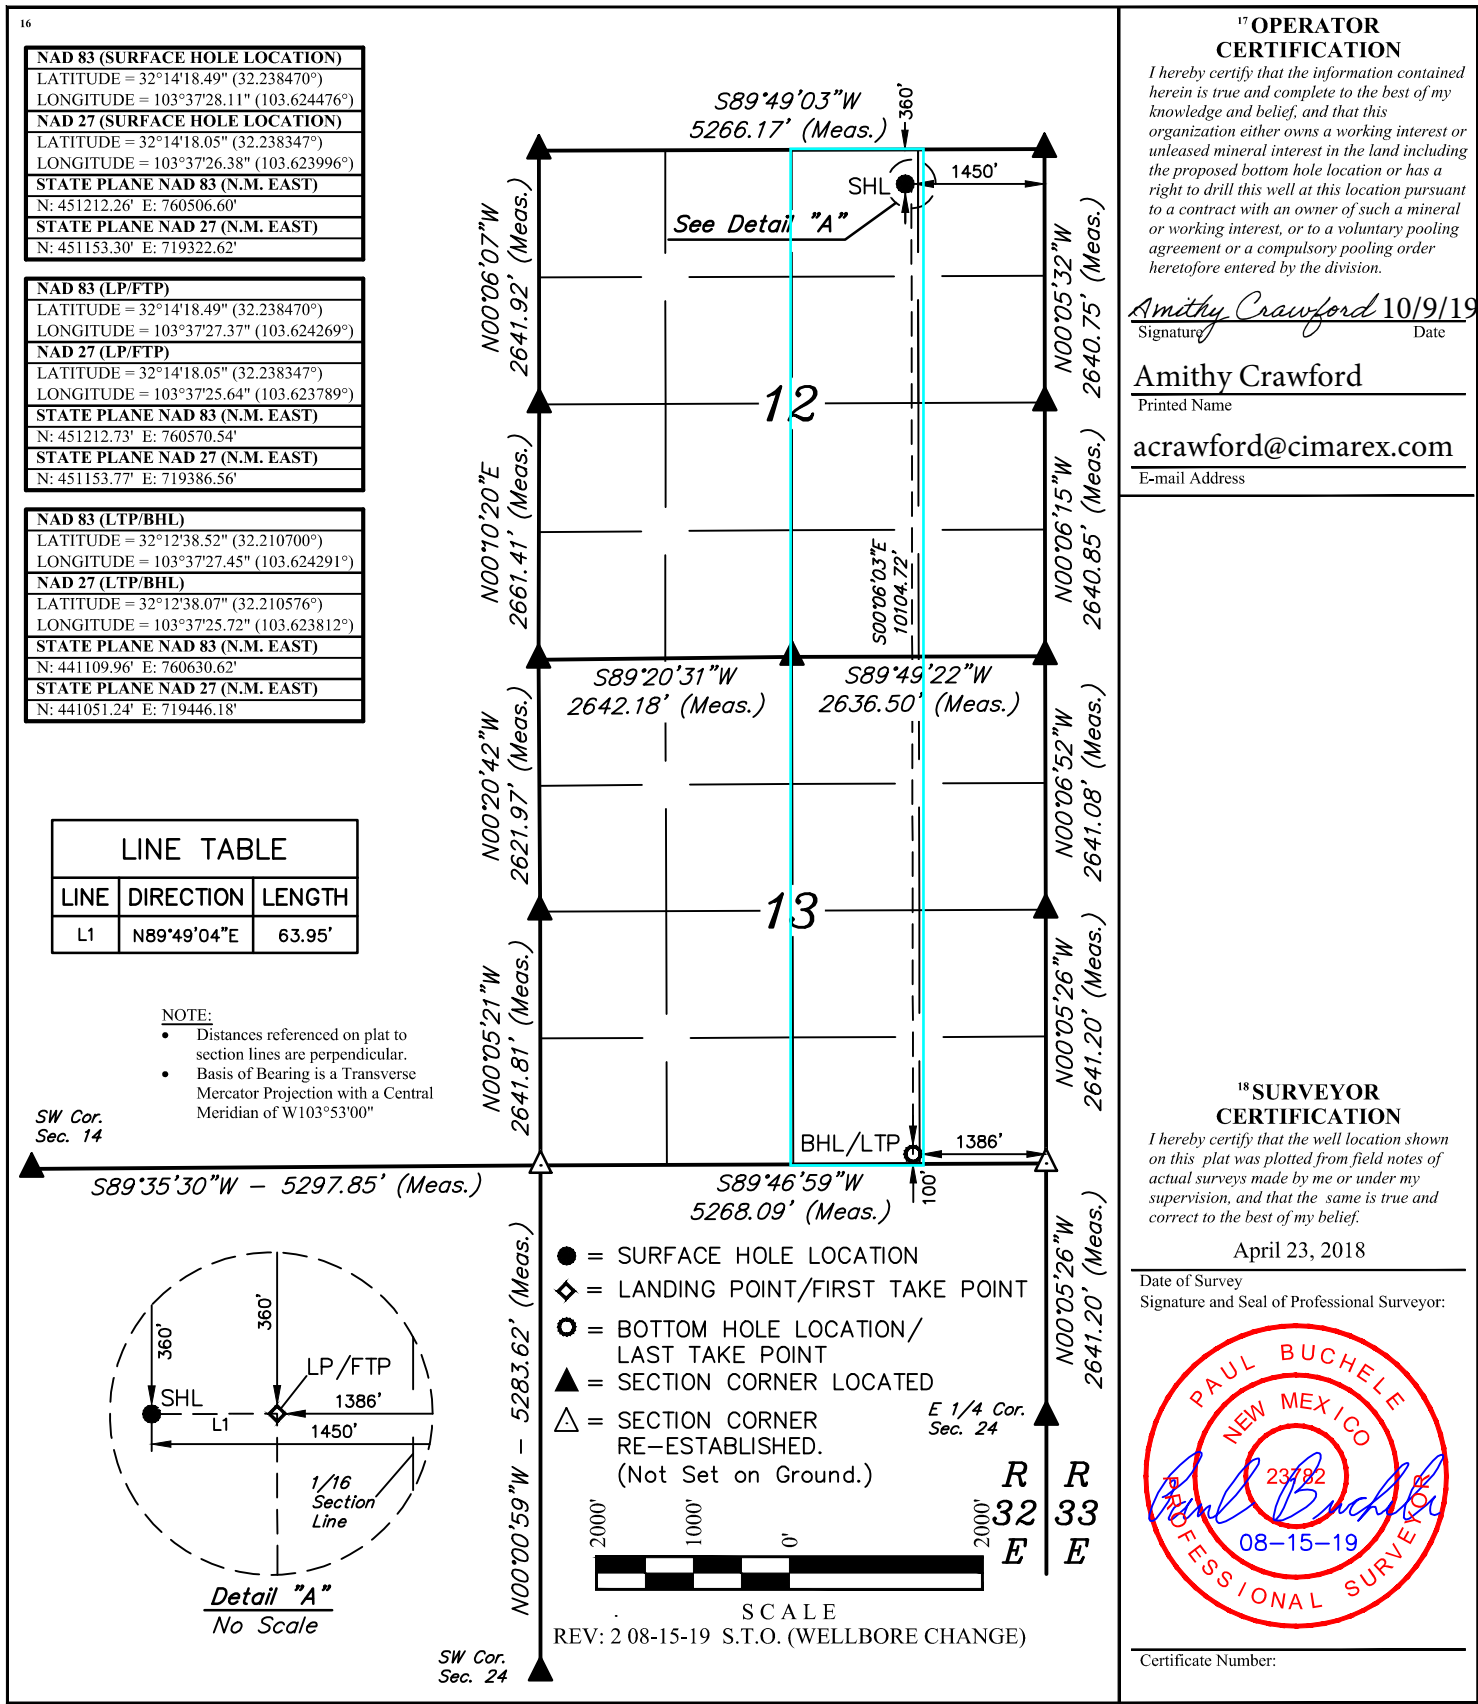 16
NAD 83 (SURFACE HOLE LOCATION)
LATITUDE = 32°14'18.49" (32.238470°)
LONGITUDE = 103°37'28.11" (103.624476°)
NAD 27 (SURFACE HOLE LOCATION)
LATITUDE = 32°14'18.05" (32.238347°)
LONGITUDE = 103°37'26.38" (103.623996°)
STATE PLANE NAD 83 (N.M. EAST)
N: 451212.26' E: 760506.60'
STATE PLANE NAD 27 (N.M. EAST)
N: 451153.30' E: 719322.62'
NAD 83 (LP/FTP)
LATITUDE = 32°14'18.49" (32.238470°)
LONGITUDE = 103°37'27.37" (103.624269°)
NAD 27 (LP/FTP)
LATITUDE = 32°14'18.05" (32.238347°)
LONGITUDE = 103°37'25.64" (103.623789°)
STATE PLANE NAD 83 (N.M. EAST)
N: 451212.73' E: 760570.54'
STATE PLANE NAD 27 (N.M. EAST)
N: 451153.77' E: 719386.56'
NAD 83 (LTP/BHL)
LATITUDE = 32°12'38.52" (32.210700°)
LONGITUDE = 103°37'27.45" (103.624291°)
NAD 27 (LTP/BHL)
LATITUDE = 32°12'38.07" (32.210576°)
LONGITUDE = 103°37'25.72" (103.623812°)
STATE PLANE NAD 83 (N.M. EAST)
N: 441109.96' E: 760630.62'
STATE PLANE NAD 27 (N.M. EAST)
N: 441051.24' E: 719446.18'
LINE TABLE
LINE DIRECTION LENGTH
L1 N89°49'04"E 63.95'
NOTE:
• Distances referenced on plat to
section lines are perpendicular.
• Basis of Bearing is a Transverse
Mercator Projection with a Central
Meridian of W103°53'00"
S89°49'03"W
5266.17' (Meas.)
360'
SHL
1450'
See Detail "A"
N00°06'07"W
2641.92' (Meas.)
N00°05'32"W
2640.75' (Meas.)
12
N00°10'20"E
2661.41' (Meas.)
S00°06'03"E
10104.72'
N00°06'15"W
2640.85' (Meas.)
S89°20'31"W
2642.18' (Meas.)
S89°49'22"W
2636.50' (Meas.)
N00°20'42"W
2621.97' (Meas.)
N00°06'52"W
2641.08' (Meas.)
13
N00°05'21"W
2641.81' (Meas.)
N00°05'26"W
2641.20' (Meas.)
BHL/LTP
1386'
100'
SW Cor.
Sec. 14
S89°35'30"W – 5297.85' (Meas.)
S89°46'59"W
5268.09' (Meas.)
N00°00'59"W – 5283.62' (Meas.)
N00°05'26"W
2641.20' (Meas.)
360'
360'
SHL
LP/FTP
L1
1386'
1450'
1/16
Section
Line
Detail "A"
No Scale
SW Cor.
Sec. 24
= SURFACE HOLE LOCATION
= LANDING POINT/FIRST TAKE POINT
= BOTTOM HOLE LOCATION/
LAST TAKE POINT
= SECTION CORNER LOCATED
= SECTION CORNER
RE-ESTABLISHED.
(Not Set on Ground.)
E 1/4 Cor.
Sec. 24
R R
32 33
E E
2000' 1000' 0' 2000'
SCALE
REV: 2 08-15-19 S.T.O. (WELLBORE CHANGE)
17 OPERATOR
CERTIFICATION
I hereby certify that the information contained
herein is true and complete to the best of my
knowledge and belief, and that this
organization either owns a working interest or
unleased mineral interest in the land including
the proposed bottom hole location or has a
right to drill this well at this location pursuant
to a contract with an owner of such a mineral
or working interest, or to a voluntary pooling
agreement or a compulsory pooling order
heretofore entered by the division.
Amithy Crawford 10/9/19
Signature Date
Amithy Crawford
Printed Name
acrawford@cimarex.com
E-mail Address
18 SURVEYOR
CERTIFICATION
I hereby certify that the well location shown
on this plat was plotted from field notes of
actual surveys made by me or under my
supervision, and that the same is true and
correct to the best of my belief.
April 23, 2018
Date of Survey
Signature and Seal of Professional Surveyor:
PAUL BUCHELE
NEW MEXICO
23782
Paul Buchele
08-15-19
PROFESSIONAL SURVEYOR
Certificate Number: